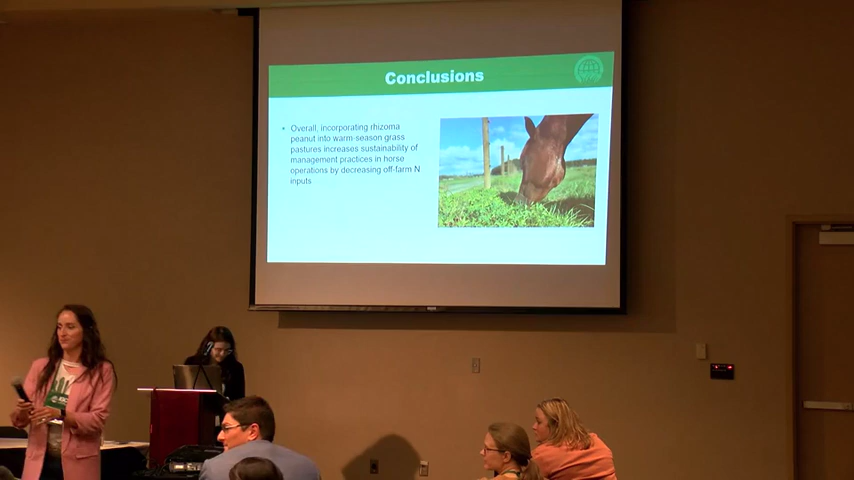 Conclusions
• Overall, incorporating rhizoma
peanut into warm-season grass
pastures increases sustainability of
management practices in horse
operations by decreasing off-farm N
inputs